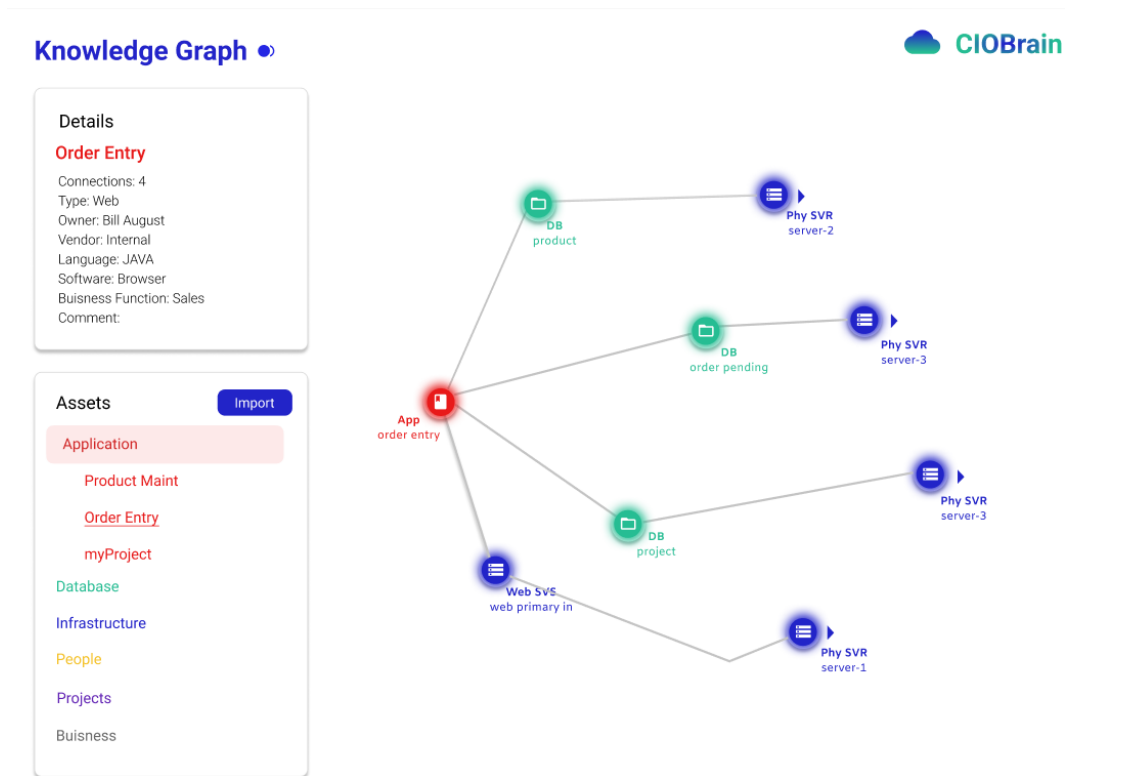 Knowledge Graph
CIOBrain
Details
Order Entry
Connections: 4
Type: Web
Owner: Bill August
Vendor: Internal
Language: JAVA
Software: Browser
Buisness Function: Sales
Comment:
Assets
Import
Application
Product Maint
Order Entry
myProject
Database
Infrastructure
People
Projects
Buisness
DB
product
Phy SVR
server-2
DB
order pending
Phy SVR
server-3
App
order entry
DB
project
Phy SVR
server-3
Web SVS
web primary in
Phy SVR
server-1